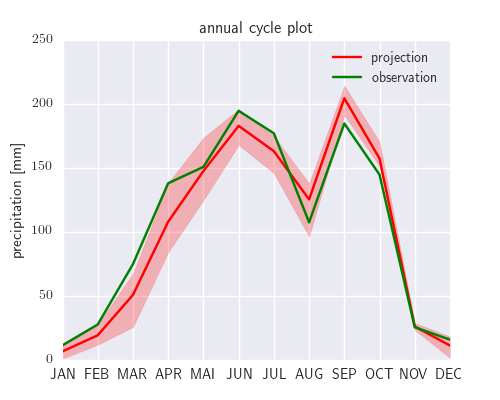 annual cycle plot
projection
observation
precipitation [mm]
250
200
150
100
50
0
JAN FEB MAR APR MAI JUN JUL AUG SEP OCT NOV DEC